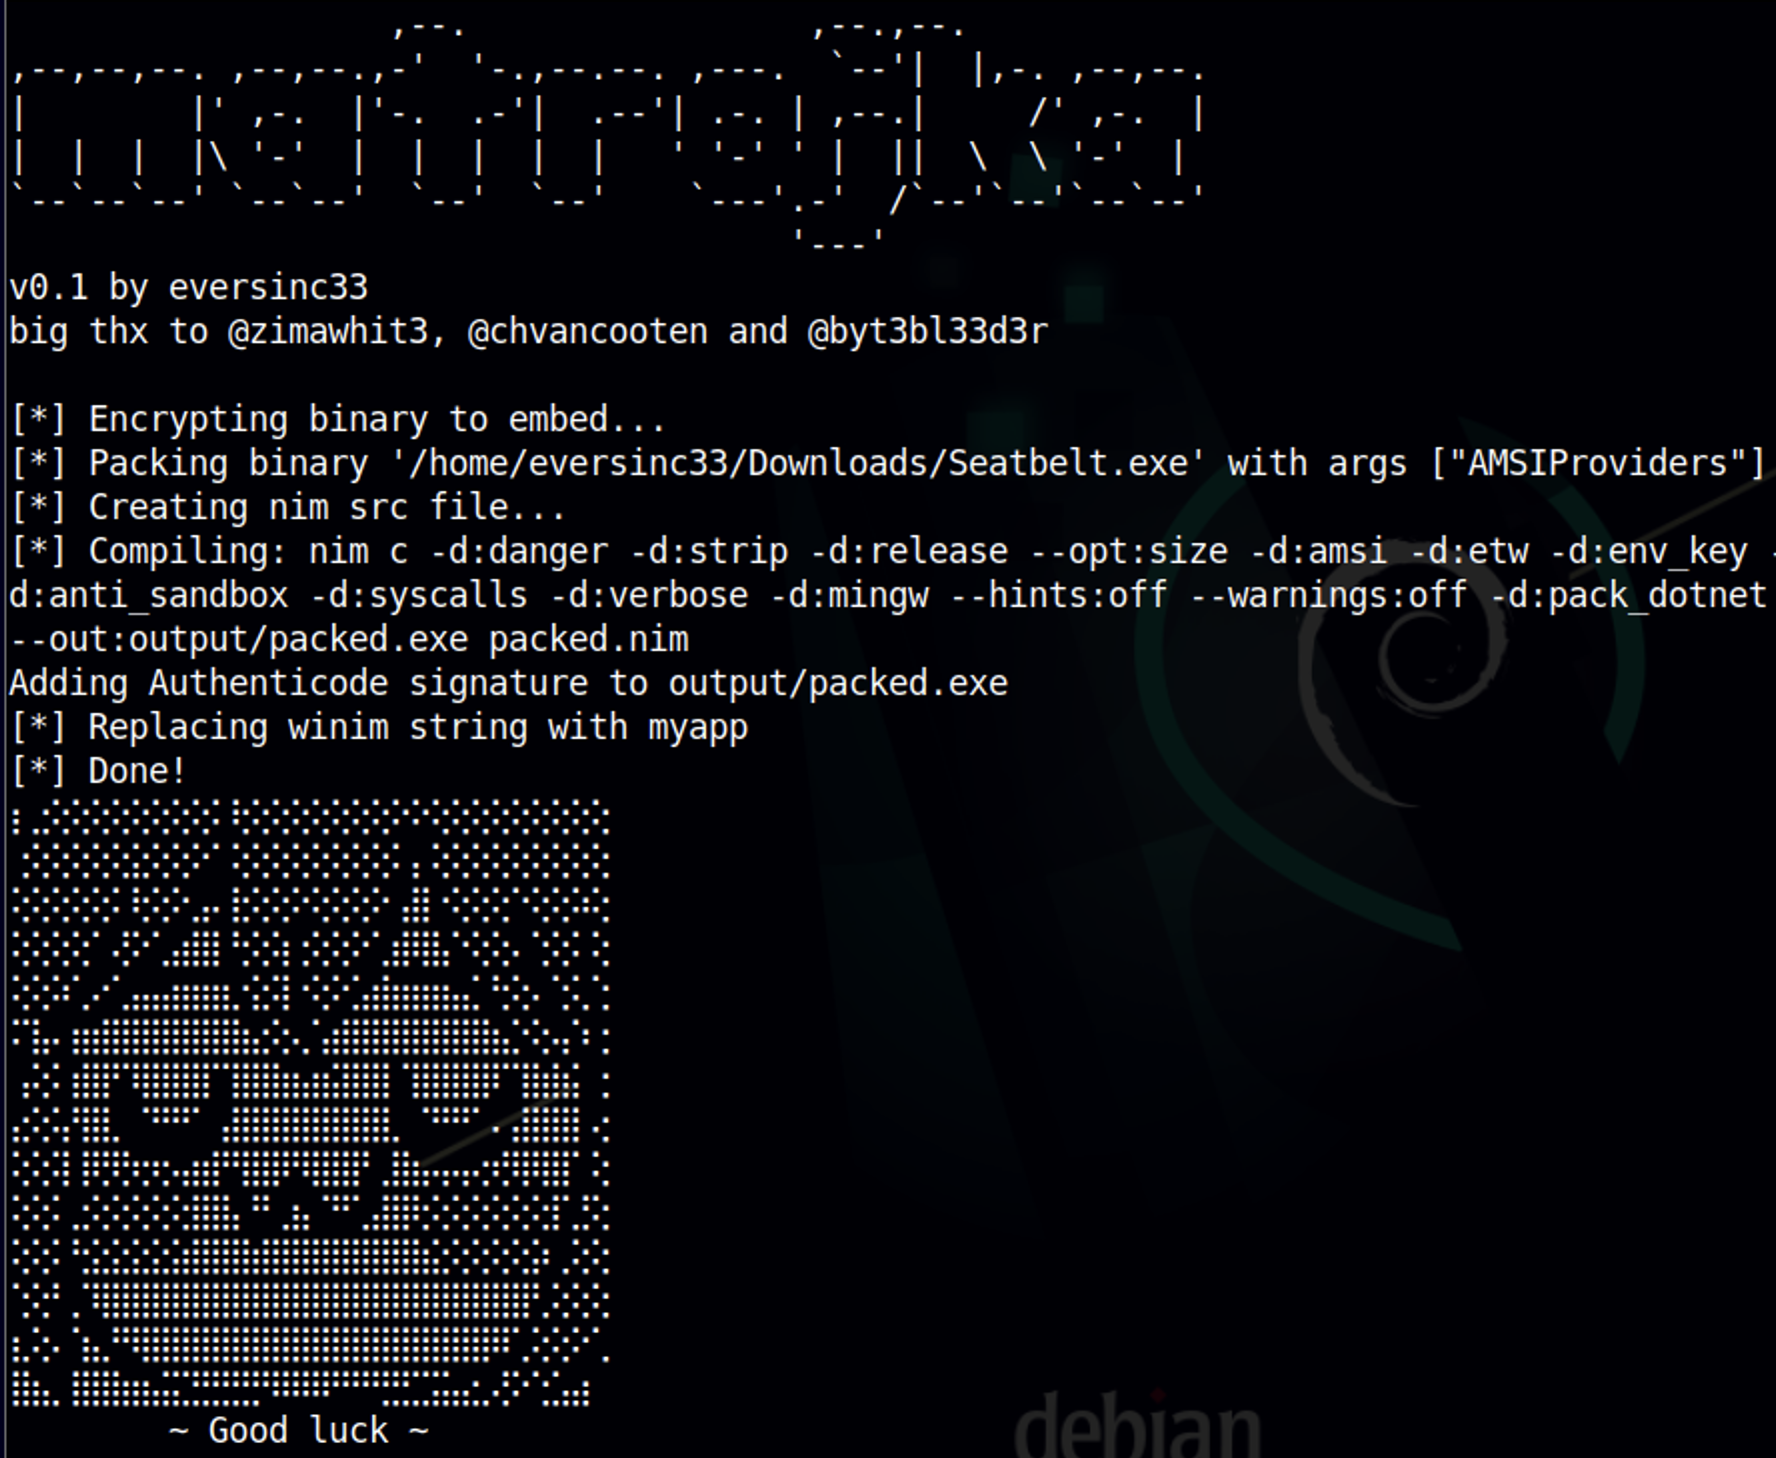 matrejka
v0.1 by eversinc33
big thx to @zimawhit3, @chvancooten and @byt3bl33d3r
[*] Encrypting binary to embed...
[*] Packing binary '/home/eversinc33/Downloads/Seatbelt.exe' with args ["AMSIProviders"]
[*] Creating nim src file...
[*] Compiling: nim c -d:danger -d:strip -d:release --opt:size -d:amsi -d:etw -d:env_key -
d:anti_sandbox -d:syscalls -d:verbose -d:mingw --hints:off --warnings:off -d:pack_dotnet
--out:output/packed.exe packed.nim
Adding Authenticode signature to output/packed.exe
[*] Replacing winim string with myapp
[*] Done!
~ Good luck ~
debian